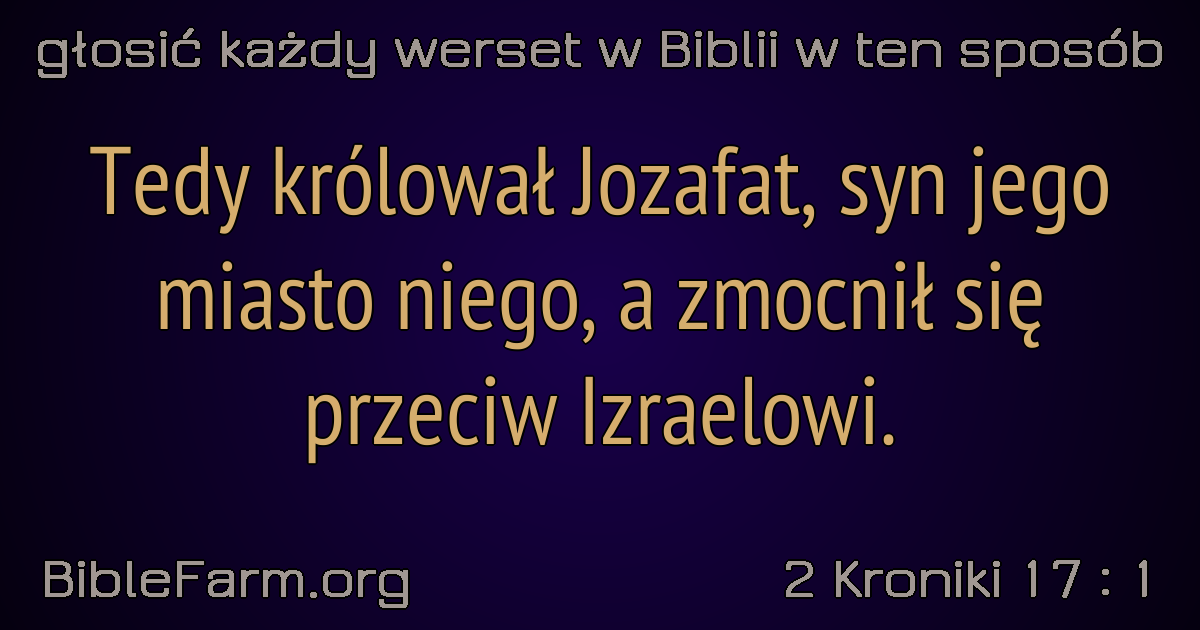 głosić każdy werset w Biblii w ten sposób
Tedy królował Jozafat, syn jego
miasto niego, a zmocnił się
przeciw Izraelowi.
BibleFarm.org
2 Kroniki 17 : 1